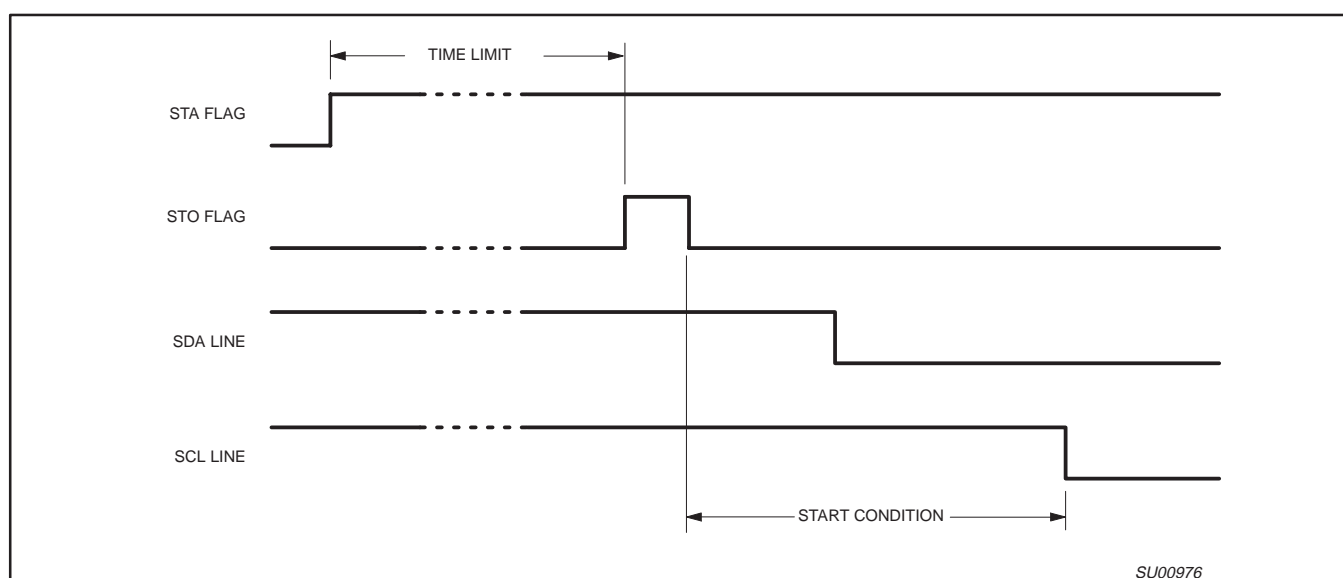 TIME LIMIT
STA FLAG
STO FLAG
SDA LINE
SCL LINE
START CONDITION
SU00976